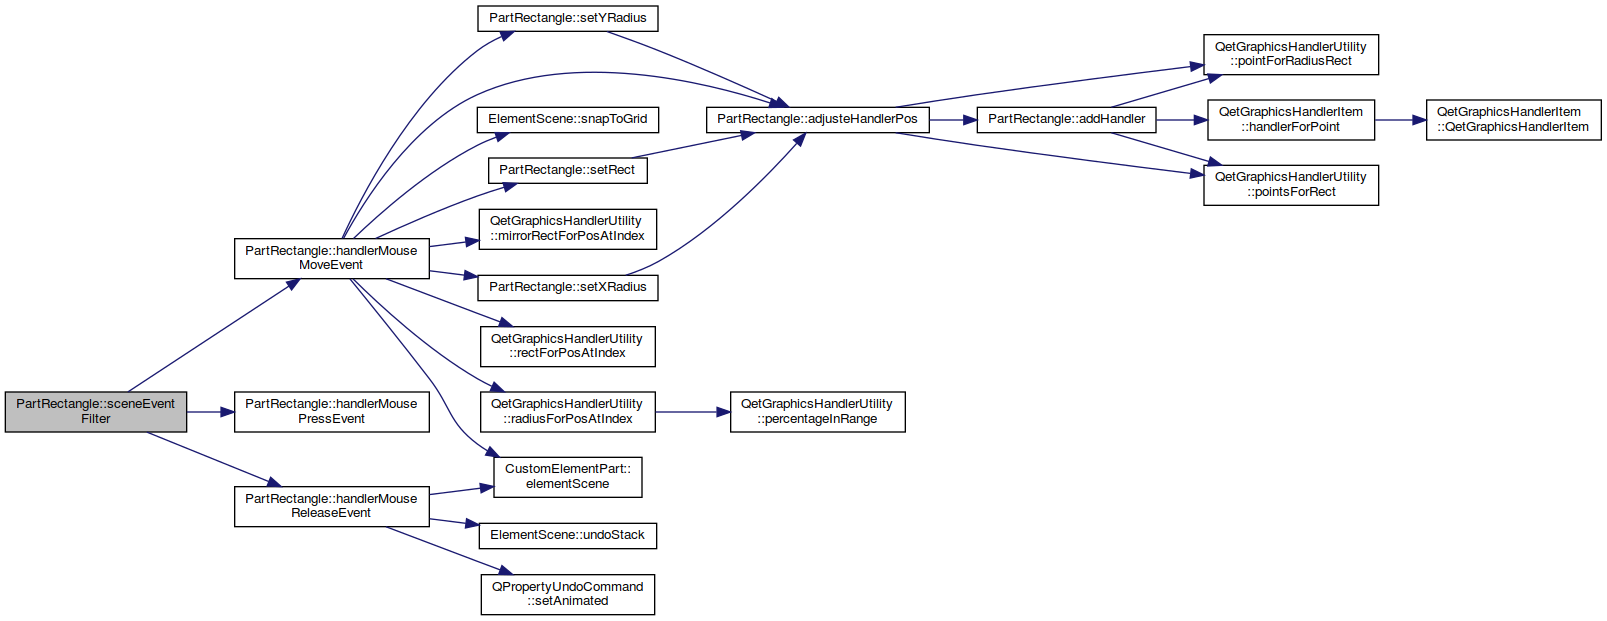 PartRectangle::sceneEvent
Filter
PartRectangle::handlerMouse
MoveEvent
PartRectangle::handlerMouse
PressEvent
PartRectangle::handlerMouse
ReleaseEvent
PartRectangle::setYRadius
ElementScene::snapToGrid
PartRectangle::setRect
QetGraphicsHandlerUtility
::mirrorRectForPosAtIndex
PartRectangle::setXRadius
QetGraphicsHandlerUtility
::rectForPosAtIndex
QetGraphicsHandlerUtility
::radiusForPosAtIndex
CustomElementPart::
elementScene
ElementScene::undoStack
QPropertyUndoCommand
::setAnimated
PartRectangle::adjusteHandlerPos
QetGraphicsHandlerUtility
::percentageInRange
PartRectangle::addHandler
QetGraphicsHandlerUtility
::pointForRadiusRect
QetGraphicsHandlerItem
::handlerForPoint
QetGraphicsHandlerUtility
::pointsForRect
QetGraphicsHandlerItem
::QetGraphicsHandlerItem